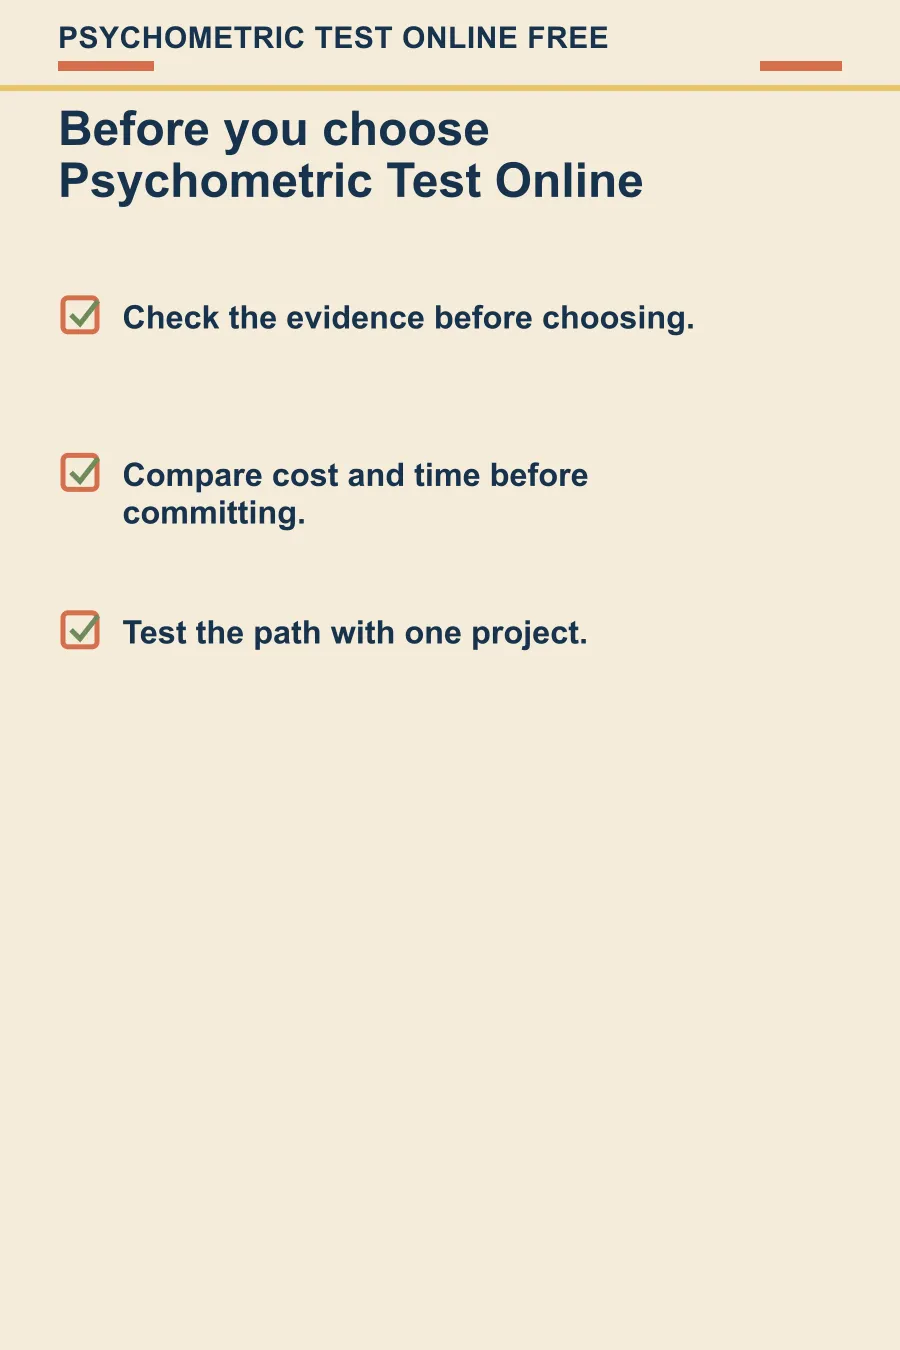 PSYCHOMETRIC TEST ONLINE FREE
Before you choose
Psychometric Test Online
Check the evidence before choosing.
Compare cost and time before
committing.
Test the path with one project.